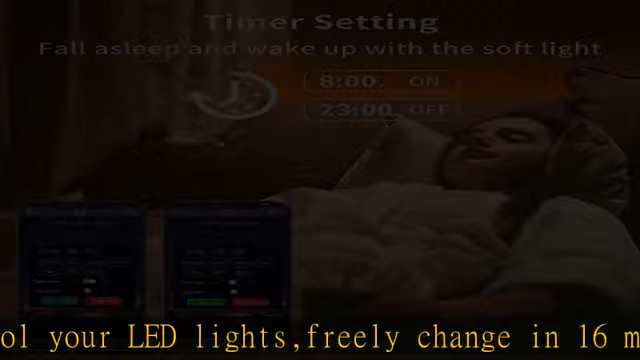 Timer Setting
Fall asleep and wake up with the soft light
8:00 ON
23:00 OFF
ol your LED lights,freely change in 16 m